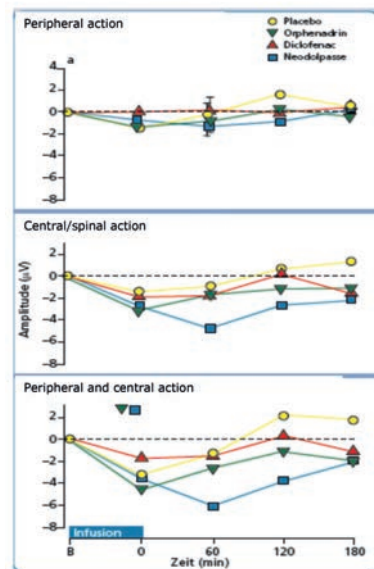 Peripheral action
Placebo
Orphenadrin
Diclofenac
Neodolpasse
a
4
2
0
−2
−4
−6
−8
Central/spinal action
Amplitude (µV)
2
0
−2
−4
−6
−8
Peripheral and central action
2
0
−2
−4
−6
−8
Infusion
B 0 60 120 180
Zeit (min)